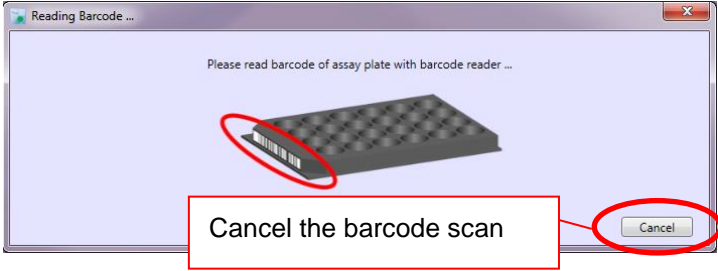 Reading Barcode ...
Please read barcode of assay plate with barcode reader ...
Cancel the barcode scan
Cancel